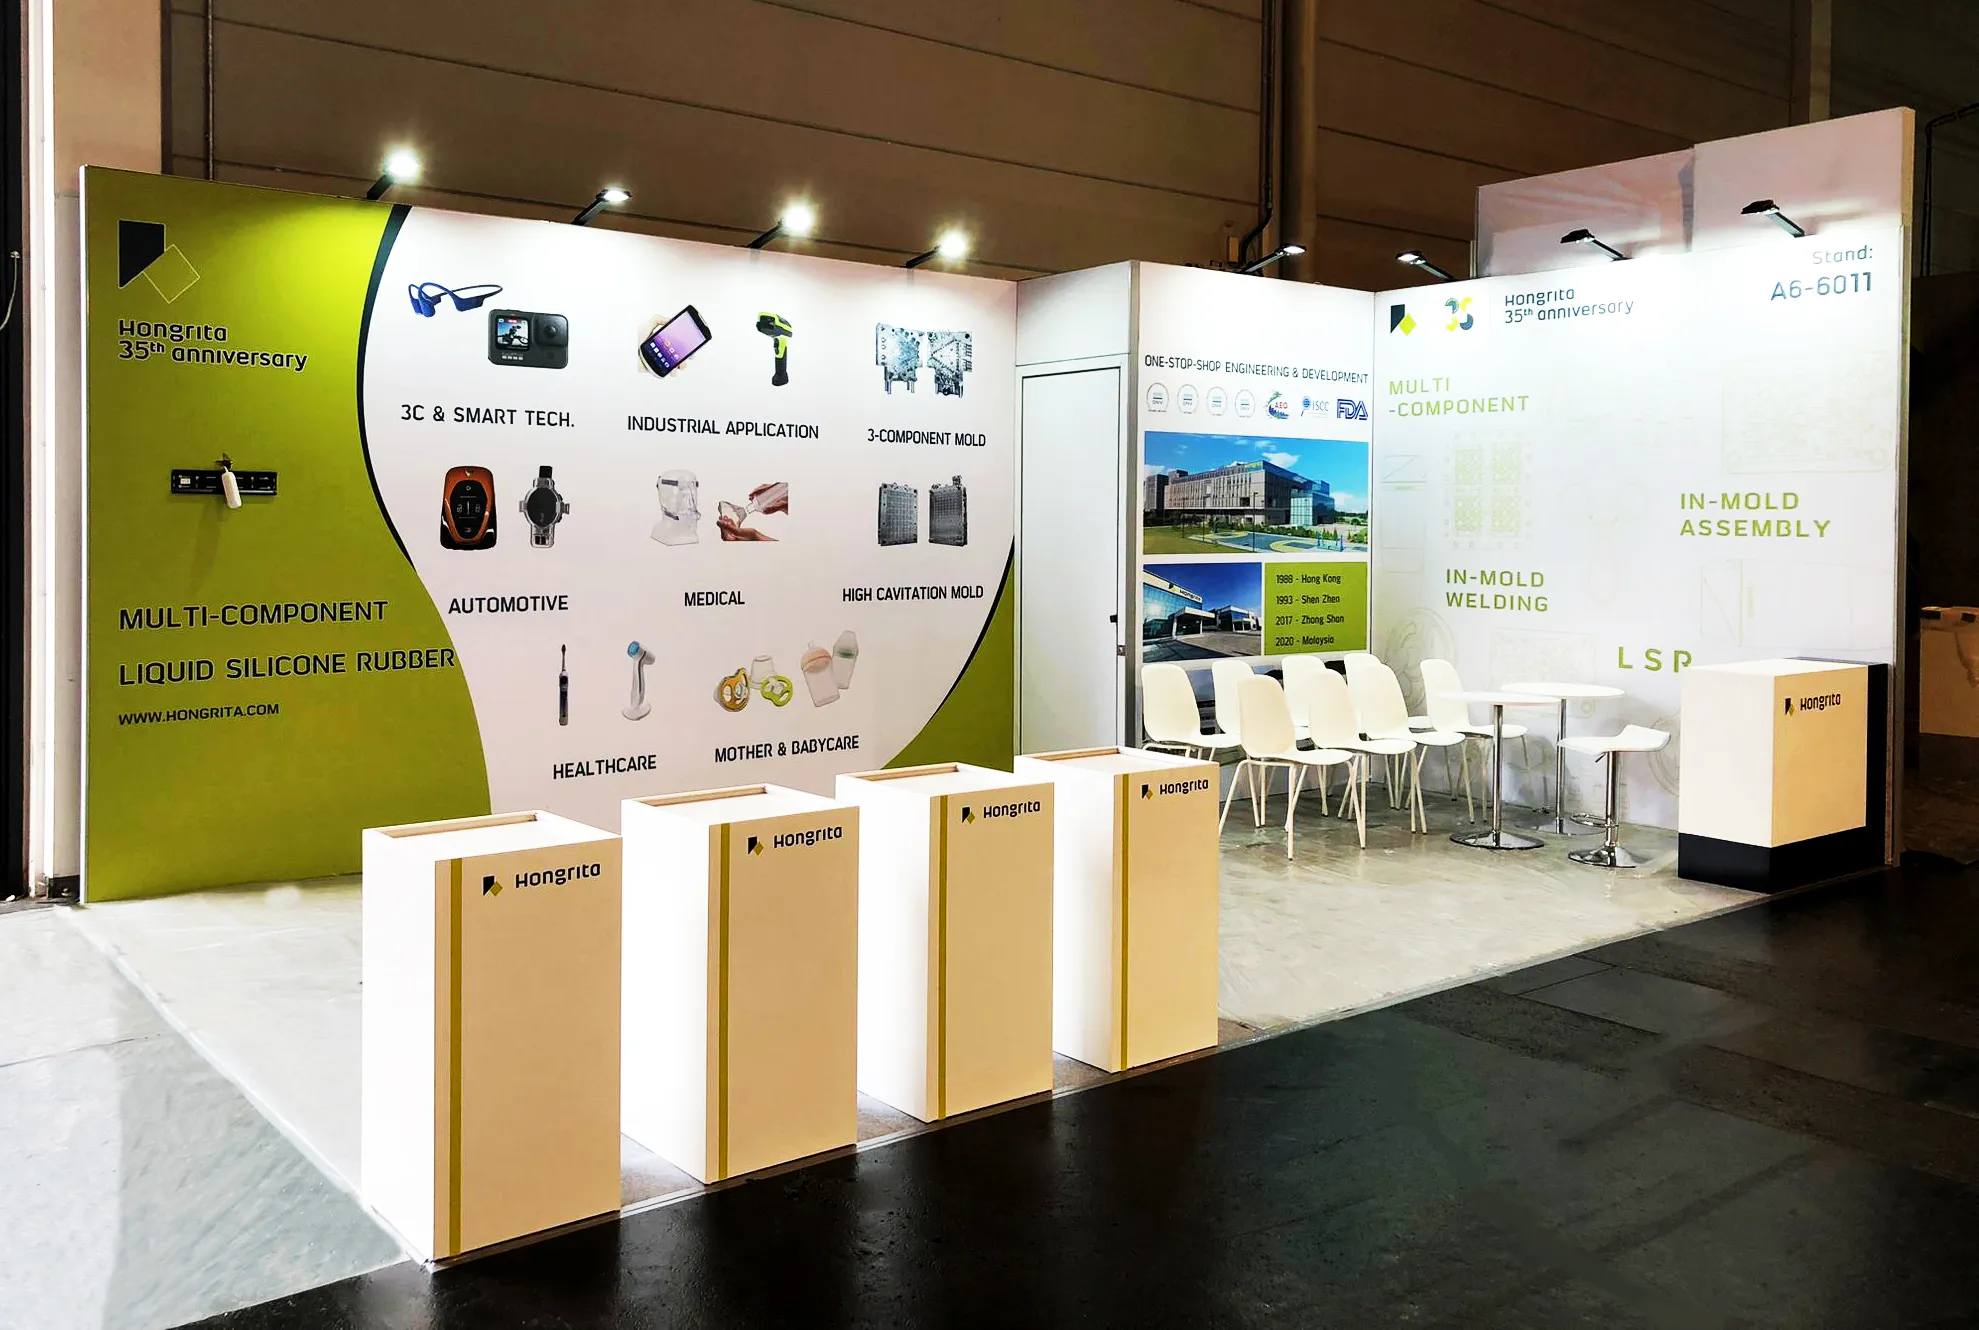 Hongrita
35th anniversary
MULTI-COMPONENT
LIQUID SILICONE RUBBER
WWW.HONGRITA.COM
3C & SMART TECH.
INDUSTRIAL APPLICATION
3-COMPONENT MOLD
AUTOMOTIVE
MEDICAL
HIGH CAVITATION MOLD
HEALTHCARE
MOTHER & BABYCARE
ONE-STOP-SHOP ENGINEERING & DEVELOPMENT
AEO
ISCC
FDA
1988 - Hong Kong
1993 - Shen Zhen
2017 - Zhong Shan
2020 - Malaysia
35
Hongrita
35th anniversary
Stand:
A6-6011
MULTI
-COMPONENT
IN-MOLD
ASSEMBLY
IN-MOLD
WELDING
LSR
Hongrita
Hongrita
Hongrita
Hongrita
Hongrita